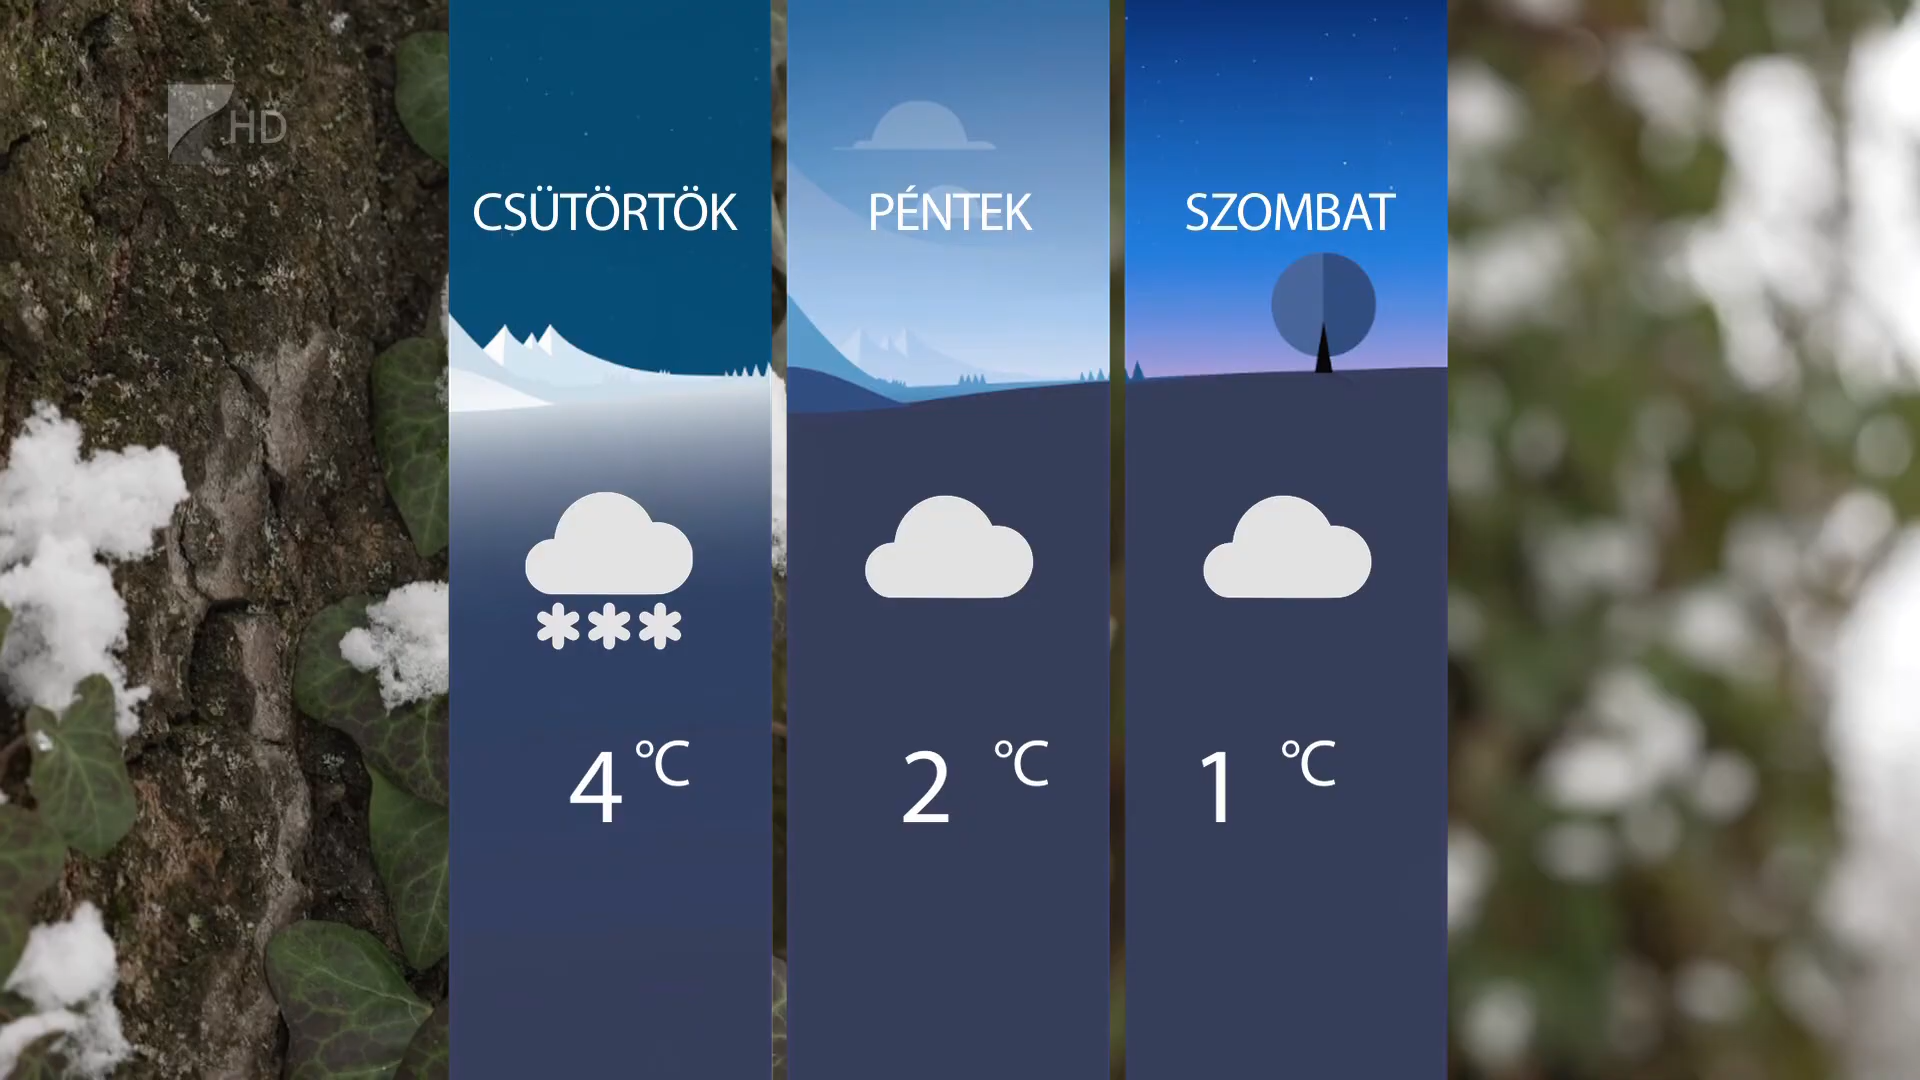 HD
CSÜTÖRTÖK
PÉNTEK
SZOMBAT
4 °C
2 °C
1 °C